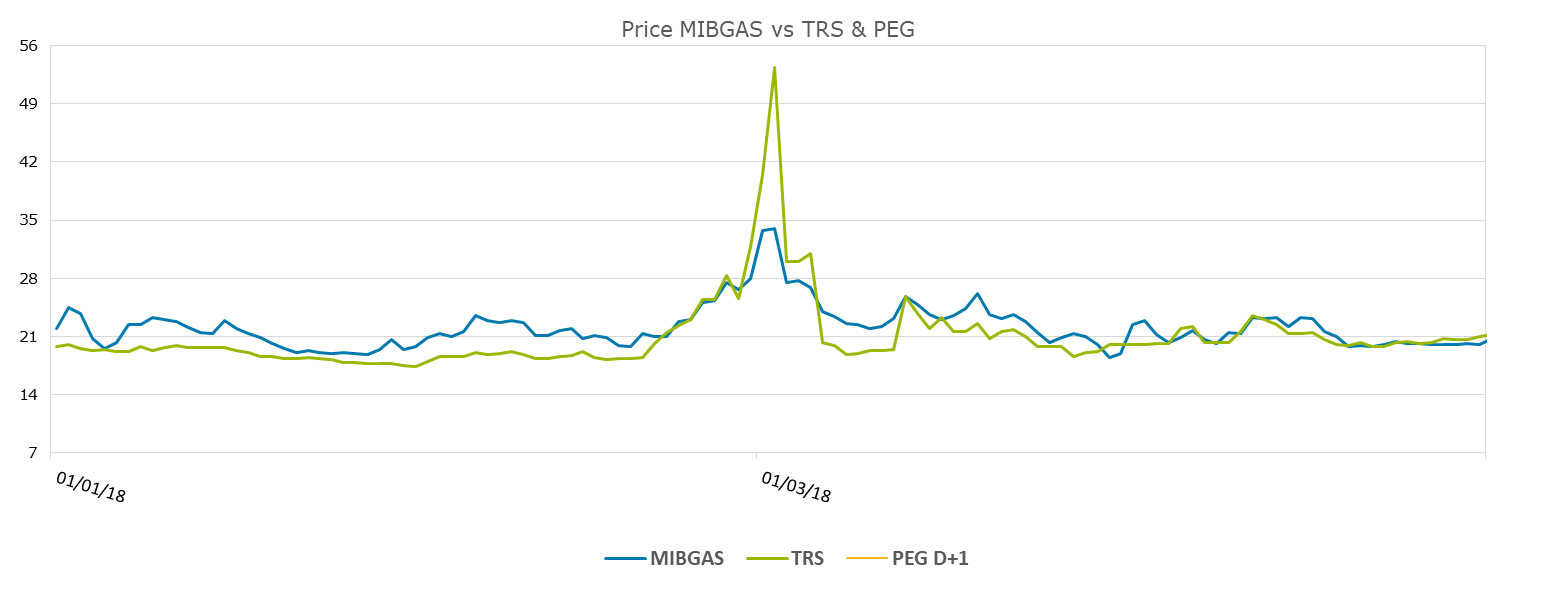 Price MIBGAS vs TRS & PEG
56
49
42
35
28
21
14
7
01/01/18
01/03/18
MIBGAS
TRS
PEG D+1